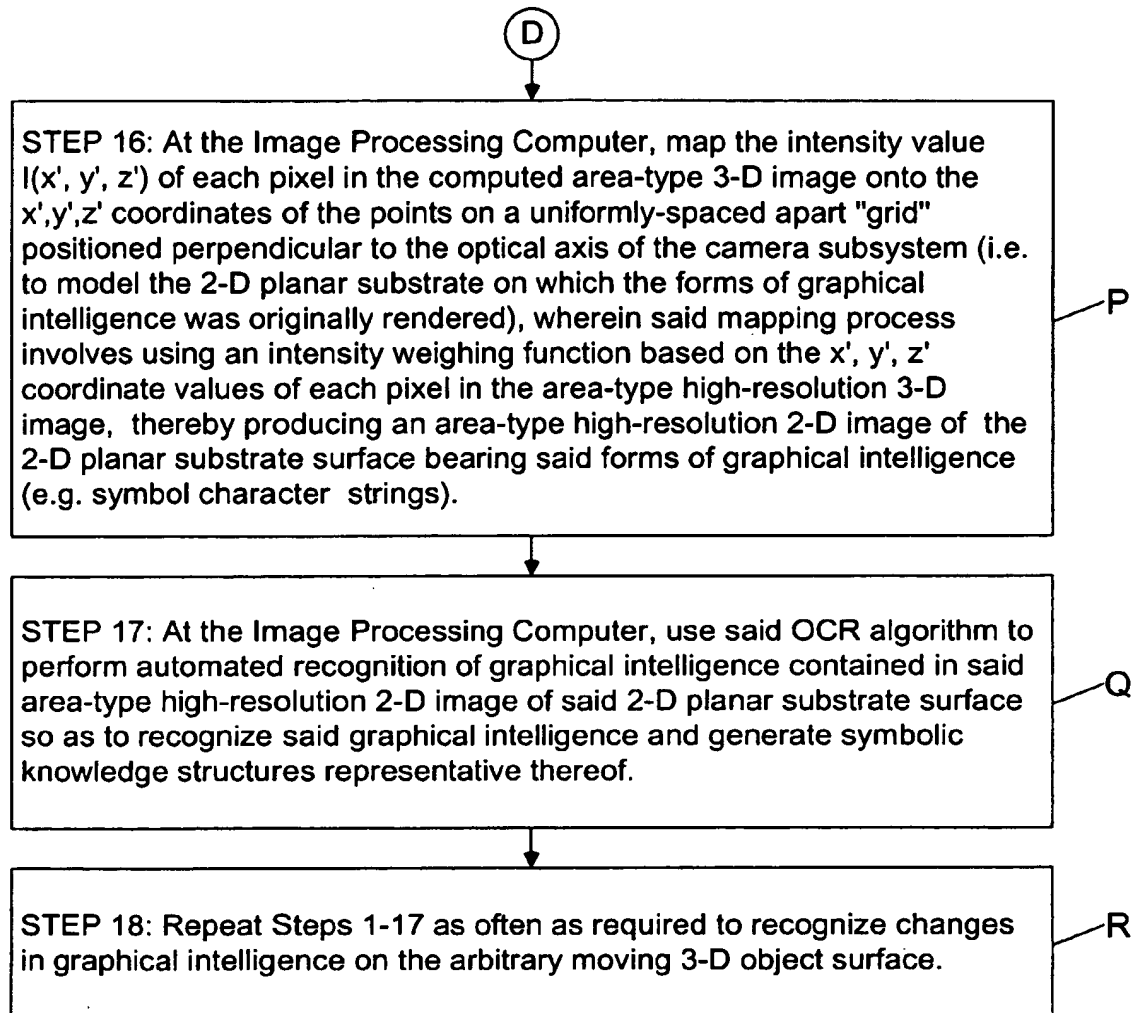 D
STEP 16: At the Image Processing Computer, map the intensity value
I(x', y', z') of each pixel in the computed area-type 3-D image onto the
x',y',z' coordinates of the points on a uniformly-spaced apart "grid"
positioned perpendicular to the optical axis of the camera subsystem (i.e.
to model the 2-D planar substrate on which the forms of graphical
intelligence was originally rendered), wherein said mapping process
involves using an intensity weighing function based on the x', y', z'
coordinate values of each pixel in the area-type high-resolution 3-D
image, thereby producing an area-type high-resolution 2-D image of the
2-D planar substrate surface bearing said forms of graphical intelligence
(e.g. symbol character strings).
P
STEP 17: At the Image Processing Computer, use said OCR algorithm to
perform automated recognition of graphical intelligence contained in said
area-type high-resolution 2-D image of said 2-D planar substrate surface
so as to recognize said graphical intelligence and generate symbolic
knowledge structures representative thereof.
Q
STEP 18: Repeat Steps 1-17 as often as required to recognize changes
in graphical intelligence on the arbitrary moving 3-D object surface.
R